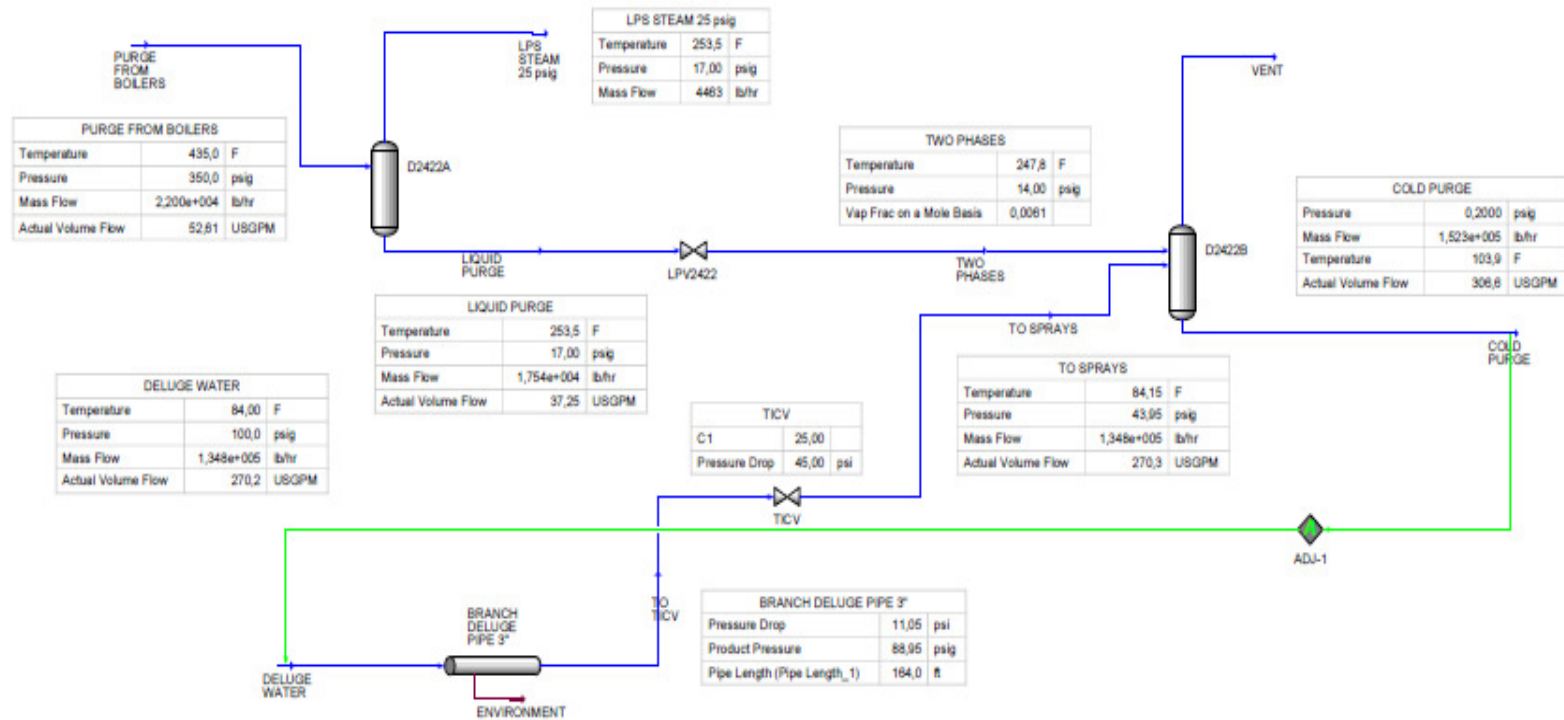 PURGE
FROM
BOILERS
LPS
STEAM
25 psig
LPS STEAM 25 psig
Temperature 253,5 F
Pressure 17,00 psig
Mass Flow 4463 lb/hr
VENT
PURGE FROM BOILERS
Temperature 435,0 F
Pressure 350,0 psig
Mass Flow 2,200e+004 lb/hr
Actual Volume Flow 52,61 USGPM
D2422A
TWO PHASES
Temperature 247,8 F
Pressure 14,00 psig
Vap Frac on a Mole Basis 0,0061
COLD PURGE
Pressure 0,2000 psig
Mass Flow 1,523e+005 lb/hr
Temperature 103,9 F
Actual Volume Flow 306,6 USGPM
D2422B
LIQUID
PURGE
LPV2422
TWO
PHASES
LIQUID PURGE
Temperature 253,5 F
Pressure 17,00 psig
Mass Flow 1,754e+004 lb/hr
Actual Volume Flow 37,25 USGPM
TO SPRAYS
COLD
PURGE
DELUGE WATER
Temperature 84,00 F
Pressure 100,0 psig
Mass Flow 1,348e+005 lb/hr
Actual Volume Flow 270,2 USGPM
TO SPRAYS
Temperature 84,15 F
Pressure 43,95 psig
Mass Flow 1,348e+005 lb/hr
Actual Volume Flow 270,3 USGPM
TICV
C1 25,00
Pressure Drop 45,00 psi
TICV
A
ADJ-1
BRANCH
DELUGE
PIPE 3"
TO
TICV
BRANCH DELUGE PIPE 3"
Pressure Drop 11,05 psi
Product Pressure 88,95 psig
Pipe Length (Pipe Length_1) 164,0 ft
DELUGE
WATER
ENVIRONMENT